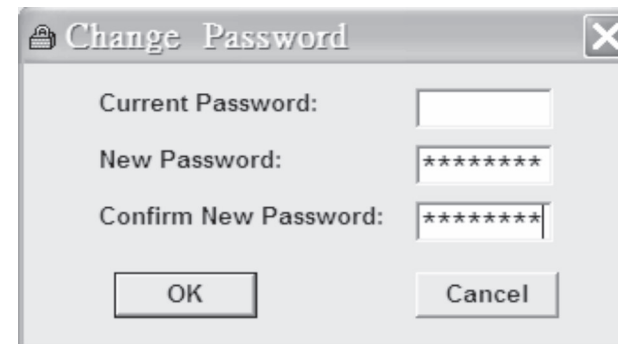 Change Password
Current Password:
New Password: ********
Confirm New Password: ********
OK Cancel